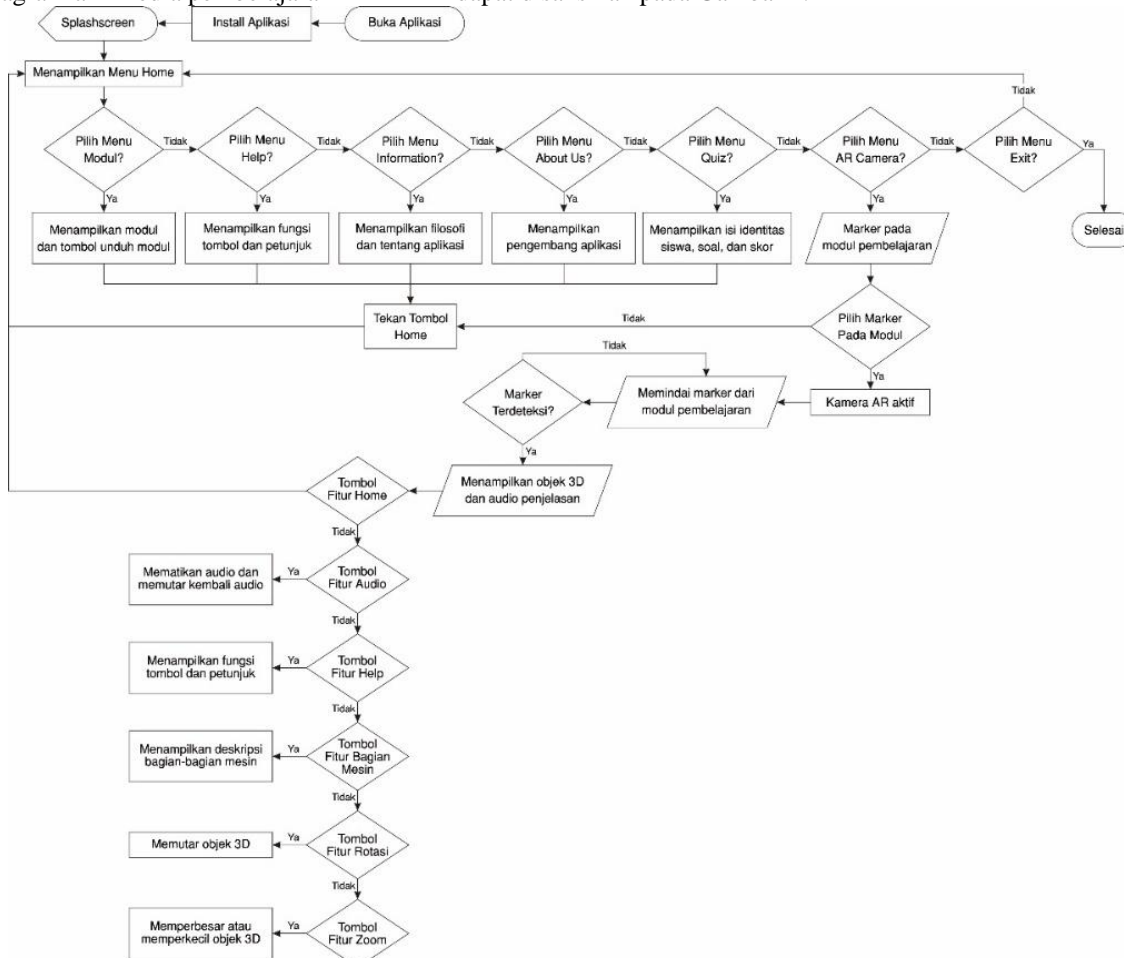 Splashscreen
Install Aplikasi
Buka Aplikasi
Menampilkan Menu Home
Tidak
Pilih Menu
Modul?
Tidak
Pilih Menu
Help?
Tidak
Pilih Menu
Information?
Tidak
Pilih Menu
About Us?
Tidak
Pilih Menu
Quiz?
Tidak
Pilih Menu
AR Camera?
Tidak
Pilih Menu
Exit?
Ya
Ya
Ya
Ya
Ya
Ya
Ya
Menampilkan modul
dan tombol unduh modul
Menampilkan fungsi
tombol dan petunjuk
Menampilkan filosofi
dan tentang aplikasi
Menampilkan
pengembang aplikasi
Menampilkan isi identitas
siswa, soal, dan skor
Marker pada
modul pembelajaran
Selesai
Tekan Tombol
Home
Tidak
Pilih Marker
Pada Modul
Tidak
Ya
Marker
Terdeteksi?
Memindai marker dari
modul pembelajaran
Kamera AR aktif
Ya
Tombol
Fitur Home
Menampilkan objek 3D
dan audio penjelasan
Tidak
Mematikan audio dan
memutar kembali audio
Ya
Tombol
Fitur Audio
Tidak
Menampilkan fungsi
tombol dan petunjuk
Ya
Tombol
Fitur Help
Tidak
Menampilkan deskripsi
bagian-bagian mesin
Ya
Tombol
Fitur Bagian
Mesin
Tidak
Memutar objek 3D
Ya
Tombol
Fitur Rotasi
Tidak
Memperbesar atau
memperkecil objek 3D
Ya
Tombol
Fitur Zoom